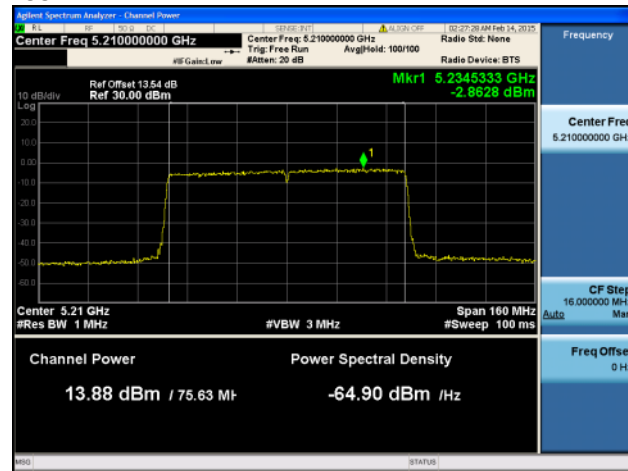 Agilent Spectrum Analyzer - Channel Power
RL RF 50 Ω DC SENSE:INT ALIGN OFF 02:27:28 AM Feb 14, 2015
Center Freq 5.210000000 GHz
Center Freq: 5.210000000 GHz
Radio Std: None
Trig: Free Run Avg|Hold: 100/100
#IFGain:Low #Atten: 20 dB Radio Device: BTS
Ref Offset 13.54 dB
Mkr1 5.2345333 GHz
10 dB/div Ref 30.00 dBm -2.8628 dBm
Log
20.0
10.0
0.00
-10.0
-20.0
-30.0
-40.0
-50.0
-60.0
1
Center 5.21 GHz Span 160 MHz
#Res BW 1 MHz #VBW 3 MHz #Sweep 100 ms
Channel Power Power Spectral Density
13.88 dBm / 75.63 MH -64.90 dBm /Hz
MSG STATUS
Frequency
Center Freq
5.210000000 GH
CF Step
16.000000 MH
Auto Man
Freq Offse
0 H